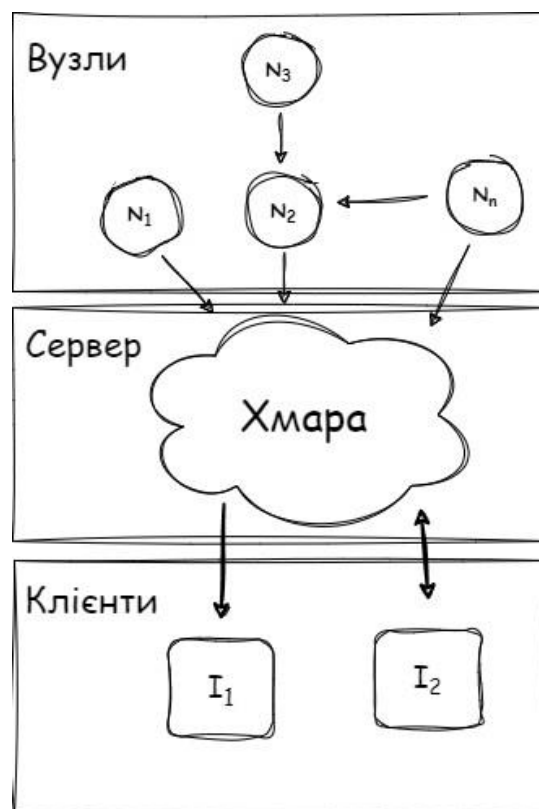 Вузли
N₃
N₁
N₂
Nₙ
Сервер
Хмара
Клієнти
I₁
I₂